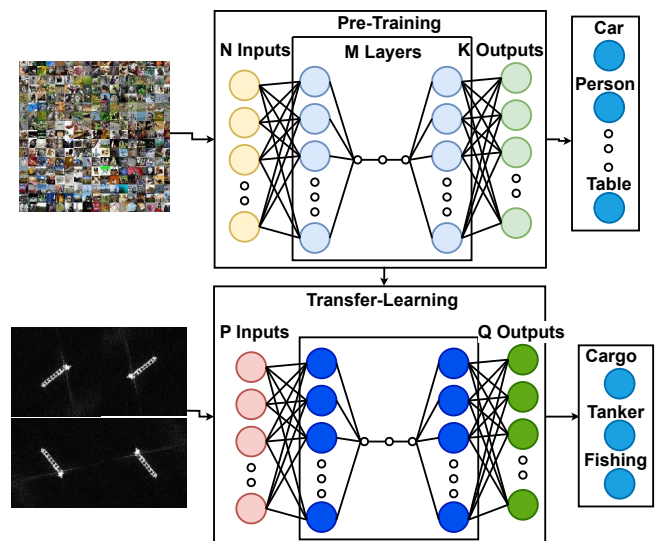 Pre-Training
N Inputs
M Layers
K Outputs
Car
Person
Table
Transfer-Learning
P Inputs
Q Outputs
Cargo
Tanker
Fishing